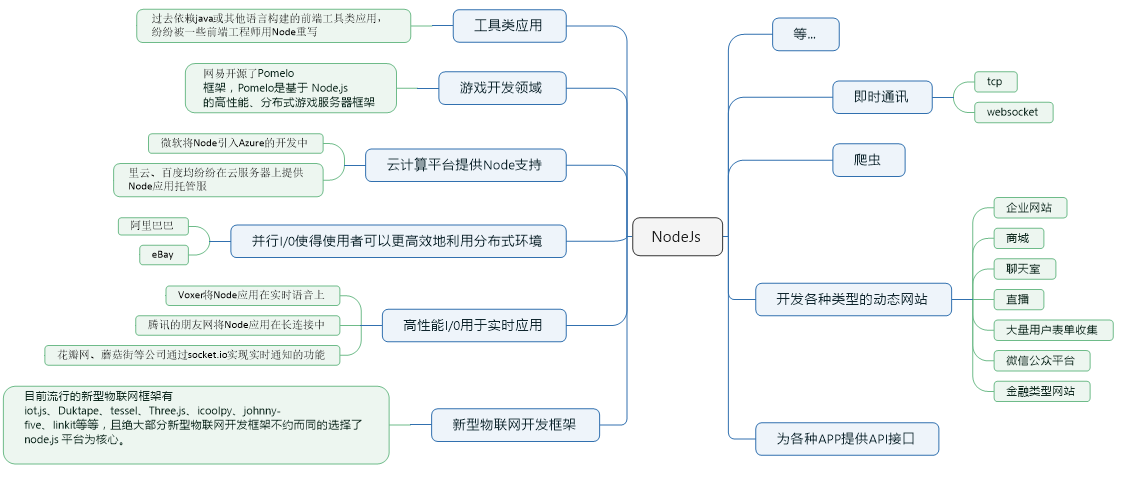 过去依赖java或其他语言构建的前端工具类应用，
纷纷被一些前端工程师用Node重写
工具类应用
网易开源了Pomelo
框架，Pomelo是基于 Node.js
的高性能、分布式游戏服务器框架
游戏开发领域
微软将Node引入Azure的开发中
里云、百度均纷纷在云服务器上提供
Node应用托管服
云计算平台提供Node支持
阿里巴巴
eBay
并行I/0使得使用者可以更高效地利用分布式环境
Voxer将Node应用在实时语音上
腾讯的朋友网将Node应用在长连接中
花瓣网、蘑菇街等公司通过socket.io实现实时通知的功能
高性能I/0用于实时应用
目前流行的新型物联网框架有
iot.js、Duktape、tessel、Three.js、icoolpy、johnny-
five、linkit等等，且绝大部分新型物联网开发框架不约而同的选择了
node.js 平台为核心。
新型物联网开发框架
NodeJs
等...
即时通讯
tcp
websocket
爬虫
开发各种类型的动态网站
企业网站
商城
聊天室
直播
大量用户表单收集
微信公众平台
金融类型网站
为各种APP提供API接口